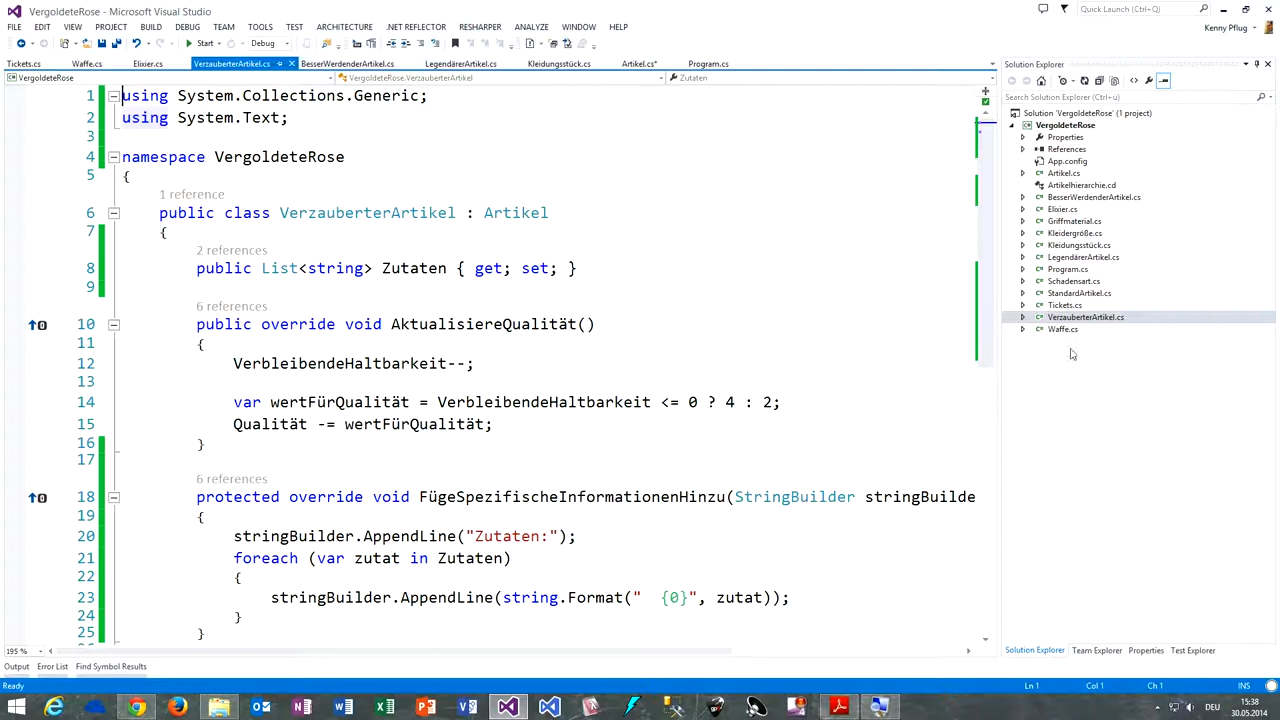 VergoldeteRose - Microsoft Visual Studio
Quick Launch (Ctrl+Q)
FILE EDIT VIEW PROJECT BUILD DEBUG TEAM TOOLS TEST ARCHITECTURE .NET REFLECTOR RESHARPER ANALYZE WINDOW HELP
Kenny Pflug
Start Debug
Tickets.cs Waffe.cs Elixier.cs VerzauberterArtikel.cs BesserWerdenderArtikel.cs LegendärerArtikel.cs Kleidungsstück.cs Artikel.cs* Program.cs
VergoldeteRose VergoldeteRose.VerzauberterArtikel Zutaten
1 using System.Collections.Generic;
2 using System.Text;
3
4 namespace VergoldeteRose
5 {
1 reference
6 public class VerzauberterArtikel : Artikel
7 {
2 references
8 public List<string> Zutaten { get; set; }
9
6 references
10 public override void AktualisiereQualität()
11 {
12 VerbleibendeHaltbarkeit--;
13
14 var wertFürQualität = VerbleibendeHaltbarkeit <= 0 ? 4 : 2;
15 Qualität -= wertFürQualität;
16 }
17
6 references
18 protected override void FügeSpezifischeInformationenHinzu(StringBuilder stringBuilde
19 {
20 stringBuilder.AppendLine("Zutaten:");
21 foreach (var zutat in Zutaten)
22 {
23 stringBuilder.AppendLine(string.Format("  {0}", zutat));
24 }
25 }
195 %
Solution Explorer
Search Solution Explorer (Ctrl+ü)
Solution 'VergoldeteRose' (1 project)
VergoldeteRose
Properties
References
App.config
Artikel.cs
Artikelhierarchie.cd
BesserWerdenderArtikel.cs
Elixier.cs
Griffmaterial.cs
Kleidergröße.cs
Kleidungsstück.cs
LegendärerArtikel.cs
Program.cs
Schadensart.cs
StandardArtikel.cs
Tickets.cs
VerzauberterArtikel.cs
Waffe.cs
Solution Explorer Team Explorer Properties Test Explorer
Output Error List Find Symbol Results
Ready Ln 1 Col 1 Ch 1 INS
DEU 15:38
30.05.2014